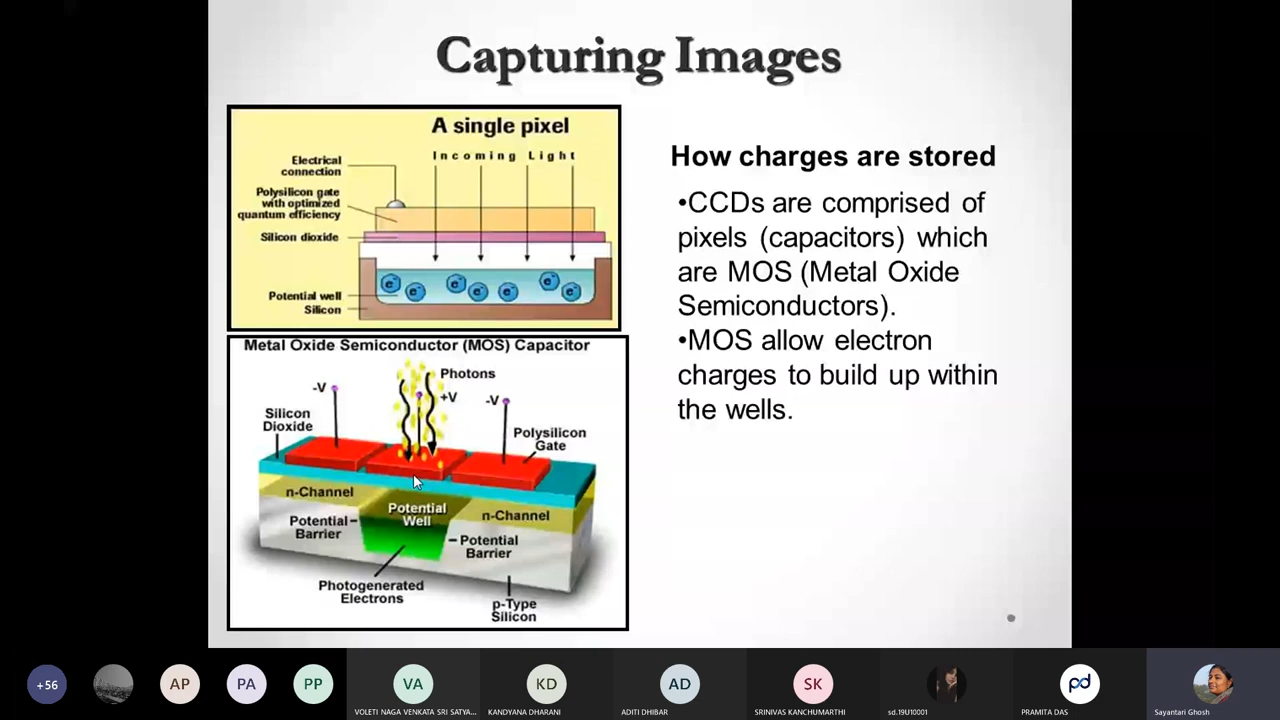 Capturing Images
A single pixel
Incoming Light
Electrical
connection
Polysilicon gate
with optimized
quantum efficiency
Silicon dioxide
e⁻ e⁻ e⁻ e⁻ e⁻ e⁻ e⁻
Potential well
Silicon
Metal Oxide Semiconductor (MOS) Capacitor
Photons
-V
+V
-V
Silicon
Dioxide
Polysilicon
Gate
n-Channel
Potential
Well
n-Channel
Potential
Barrier
Potential
Barrier
Photogenerated
Electrons
p-Type
Silicon
How charges are stored
•CCDs are comprised of
pixels (capacitors) which
are MOS (Metal Oxide
Semiconductors).
•MOS allow electron
charges to build up within
the wells.
+56
AP
PA
PP
VA
VOLETI NAGA VENKATA SRI SATYA...
KD
KANDYANA DHARANI
AD
ADITI DHIBAR
SK
SRINIVAS KANCHUMARTHI
sd.19U10001
pd
PRAMITA DAS
Sayantari Ghosh